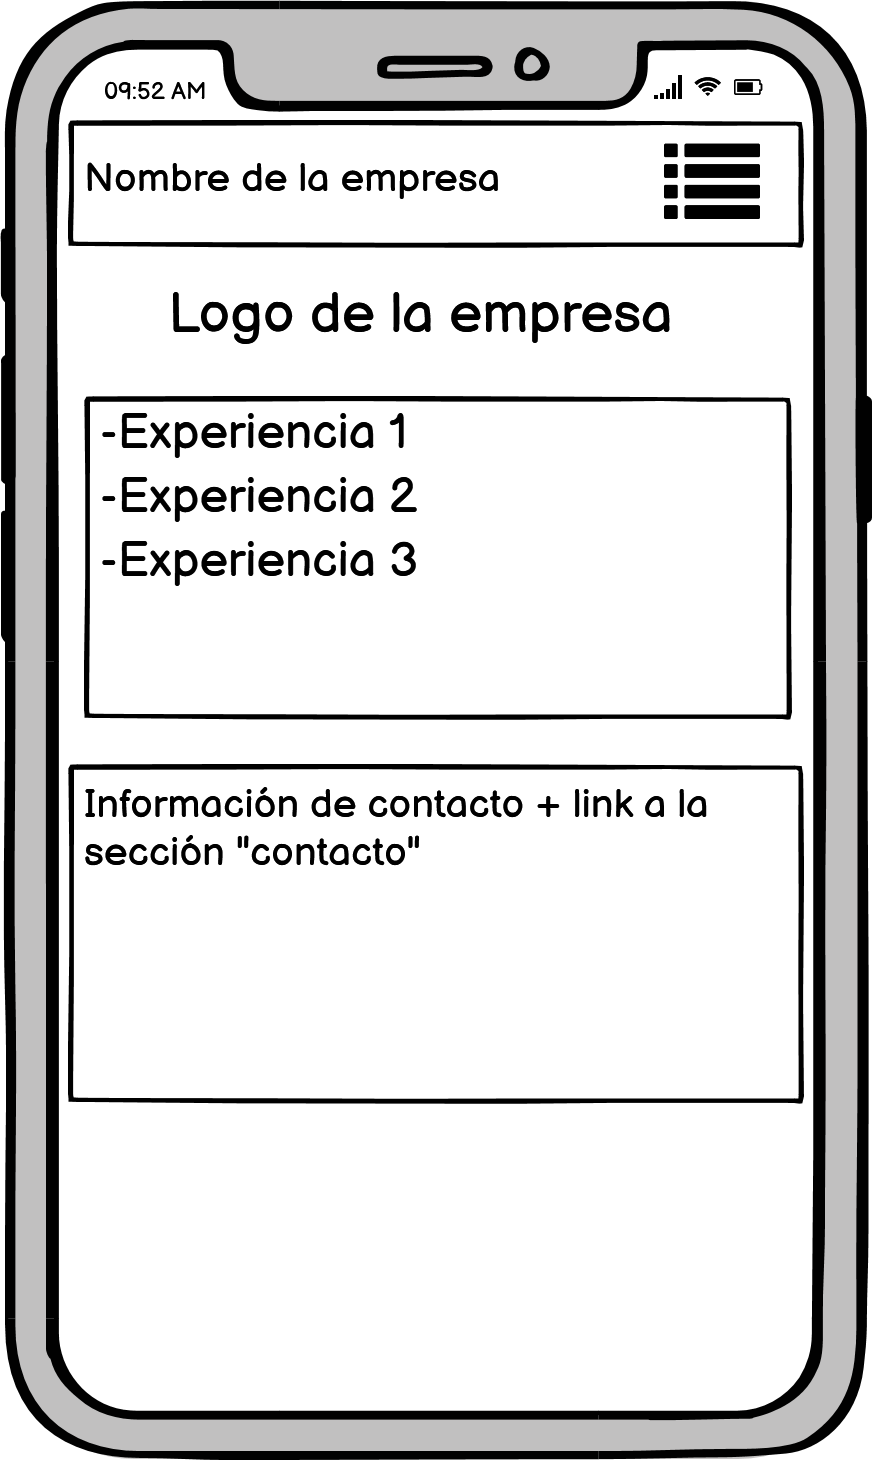 09:52 AM
Nombre de la empresa
Logo de la empresa
-Experiencia 1
-Experiencia 2
-Experiencia 3
Información de contacto + link a la
sección "contacto"